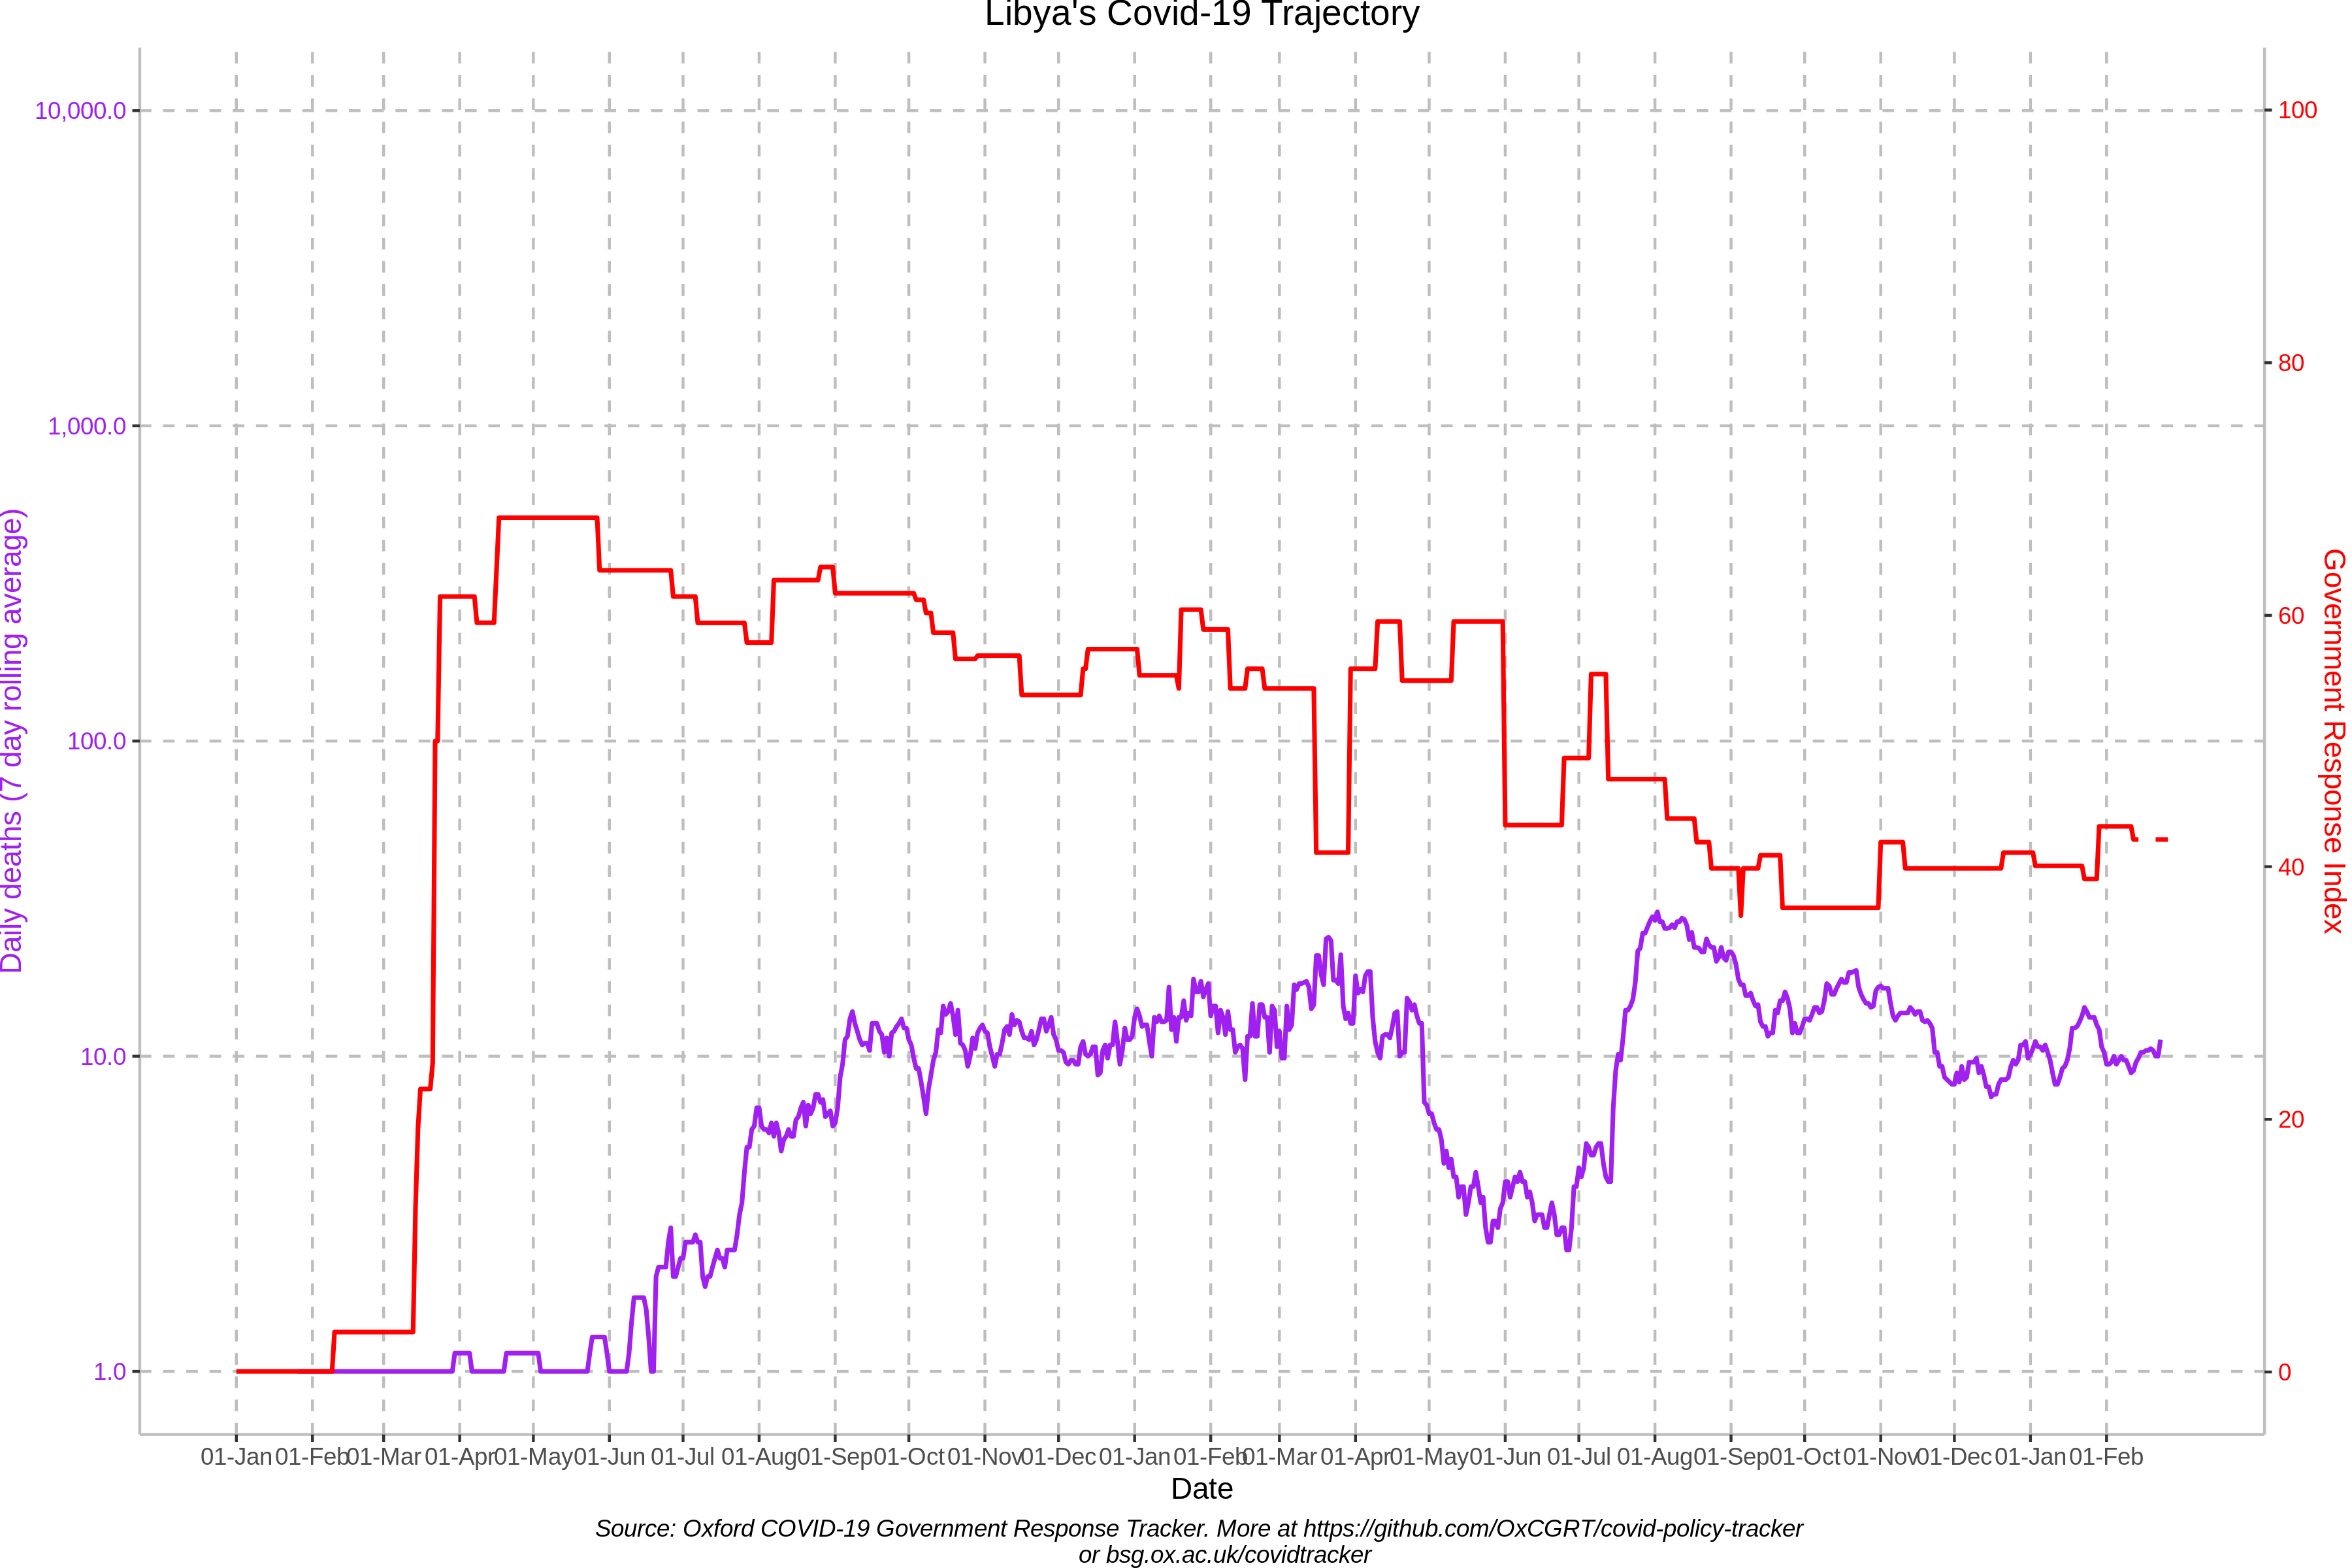 Libya's Covid-19 Trajectory
10,000.0
1,000.0
100.0
10.0
1.0
Daily deaths (7 day rolling average)
100
80
60
40
20
0
Government Response Index
01-Jan 01-Feb 01-Mar 01-Apr 01-May 01-Jun 01-Jul 01-Aug 01-Sep 01-Oct 01-Nov 01-Dec 01-Jan 01-Feb 01-Mar 01-Apr 01-May 01-Jun 01-Jul 01-Aug 01-Sep 01-Oct 01-Nov 01-Dec 01-Jan 01-Feb
Date
Source: Oxford COVID-19 Government Response Tracker. More at https://github.com/OxCGRT/covid-policy-tracker
or bsg.ox.ac.uk/covidtracker